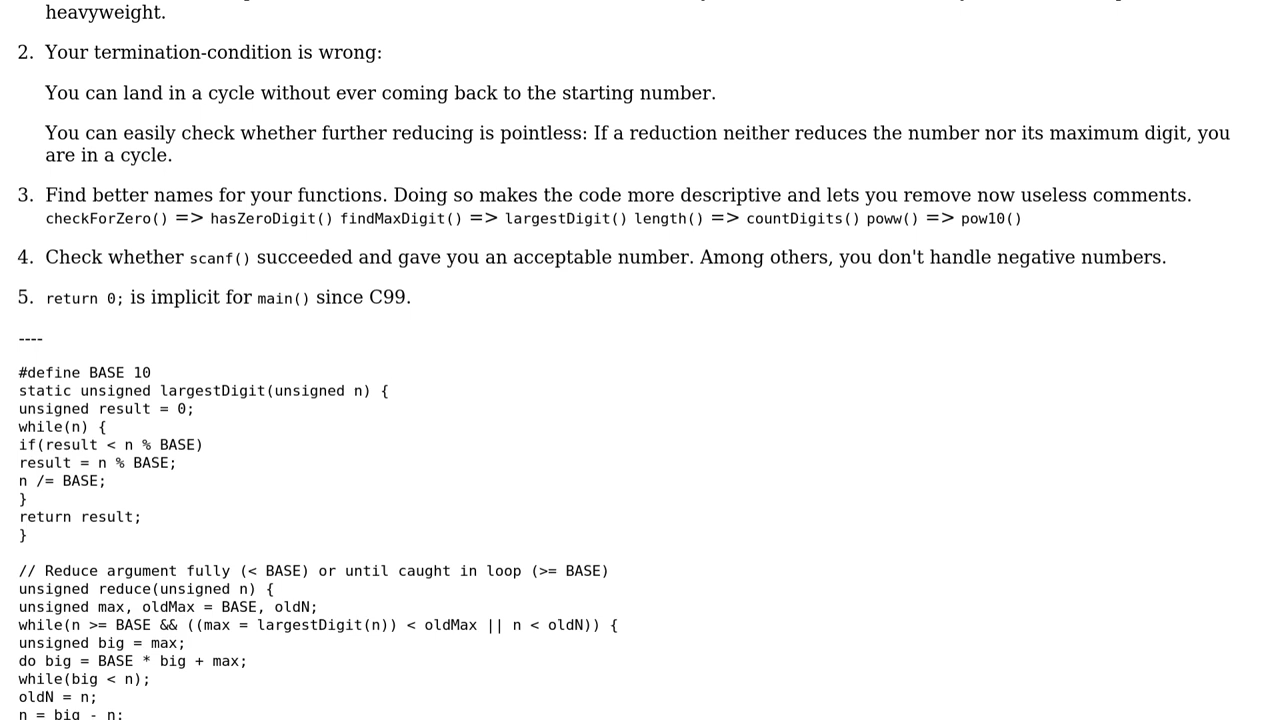 heavyweight.
2. Your termination-condition is wrong:
You can land in a cycle without ever coming back to the starting number.
You can easily check whether further reducing is pointless: If a reduction neither reduces the number nor its maximum digit, you
are in a cycle.
3. Find better names for your functions. Doing so makes the code more descriptive and lets you remove now useless comments.
checkForZero() => hasZeroDigit() findMaxDigit() => largestDigit() length() => countDigits() poww() => pow10()
4. Check whether scanf() succeeded and gave you an acceptable number. Among others, you don't handle negative numbers.
5. return 0; is implicit for main() since C99.
----
#define BASE 10
static unsigned largestDigit(unsigned n) {
unsigned result = 0;
while(n) {
if(result < n % BASE)
result = n % BASE;
n /= BASE;
}
return result;
}
// Reduce argument fully (< BASE) or until caught in loop (>= BASE)
unsigned reduce(unsigned n) {
unsigned max, oldMax = BASE, oldN;
while(n >= BASE && ((max = largestDigit(n)) < oldMax || n < oldN)) {
unsigned big = max;
do big = BASE * big + max;
while(big < n);
oldN = n;
n = big - n;